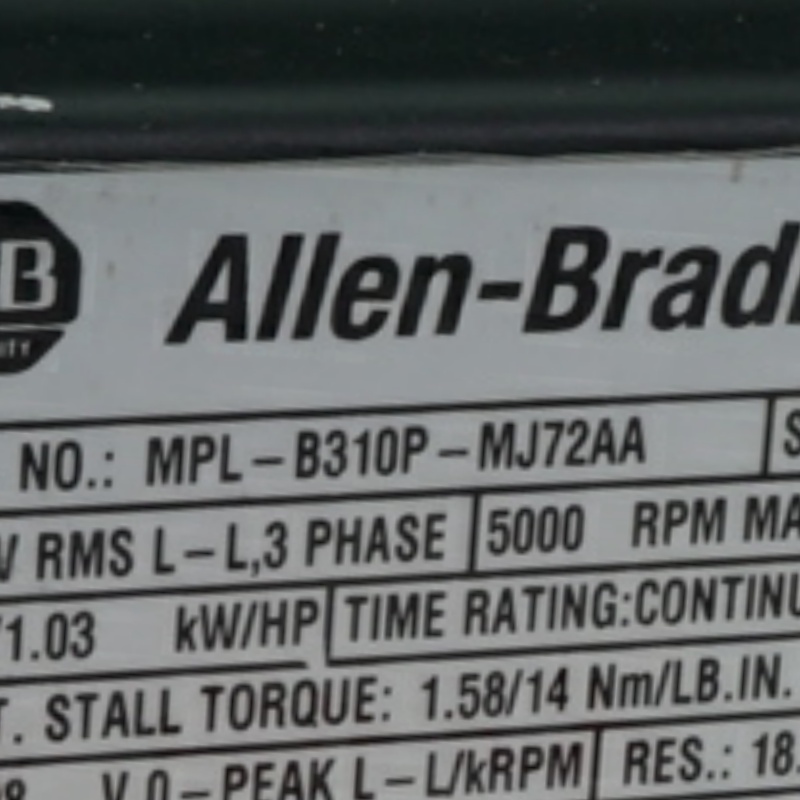 B
Allen-Brad
NO.: MPL-B310P-MJ72AA S
V RMS L-L,3 PHASE 5000 RPM MA
/1.03 kW/HP TIME RATING:CONTINU
T. STALL TORQUE: 1.58/14 Nm/LB.IN.
V 0-PEAK L-L/kRPM RES.: 18.